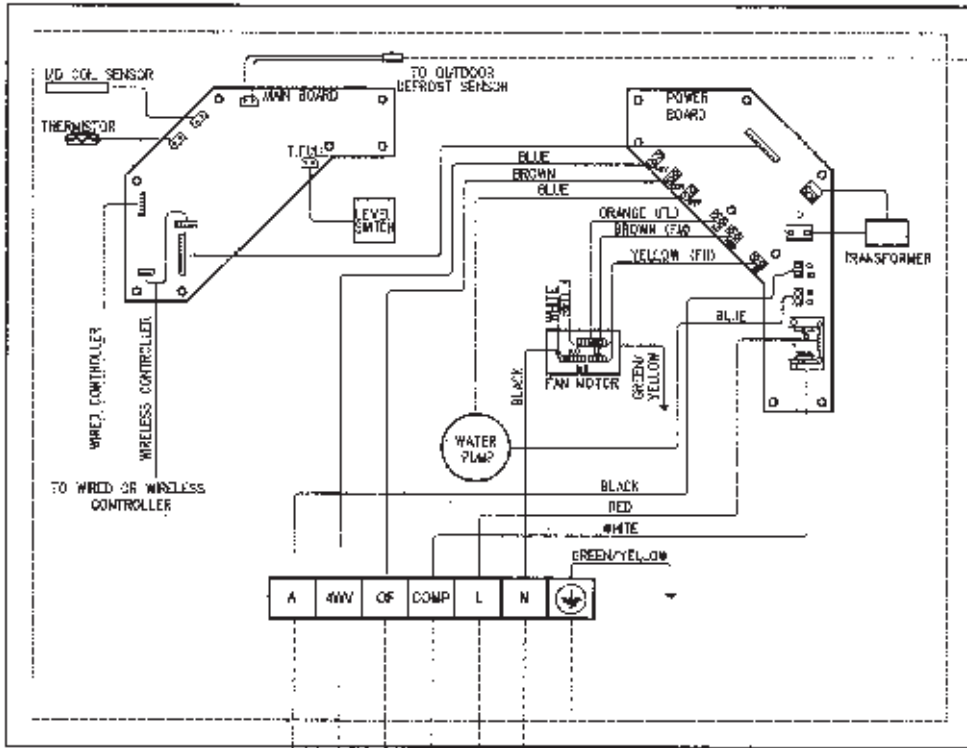 I/D COIL SENSOR
TO OUTDOOR
DEFROST SENSOR
MAIN BOARD
POWER
BOARD
THERMISTOR
BLUE
BROWN
BLUE
LEVEL
SWITCH
ORANGE (FL)
BROWN
YELLOW
TRANSFORMER
WHITE
BLUE
FAN MOTOR
BLACK
GREEN/
YELLOW
WIRED CONTROLLER
WIRELESS CONTROLLER
WATER
PUMP
TO WIRED OR WIRELESS
CONTROLLER
BLACK
RED
WHITE
GREEN/YELLOW
A
OF
COMP
L
N